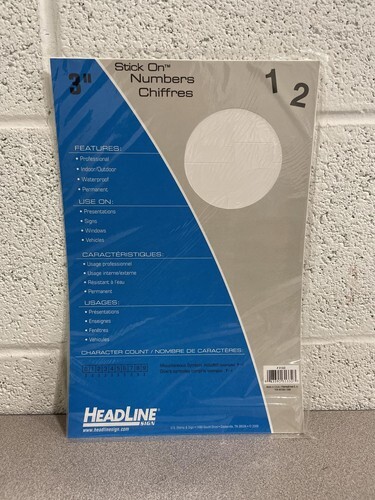 3"
Stick On™
Numbers
Chiffres
1 2
FEATURES:
• Professional
• Indoor/Outdoor
• Waterproof
• Permanent
USE ON:
• Presentations
• Signs
• Windows
• Vehicles
CARACTÉRISTIQUES:
• Usage professionnel
• Usage interne/externe
• Résistant à l'eau
• Permanent
USAGES:
• Présentations
• Enseignes
• Fenêtres
• Véhicules
CHARACTER COUNT / NOMBRE DE CARACTÈRES:
HEADLINE
SIGN
www.headlinesign.com